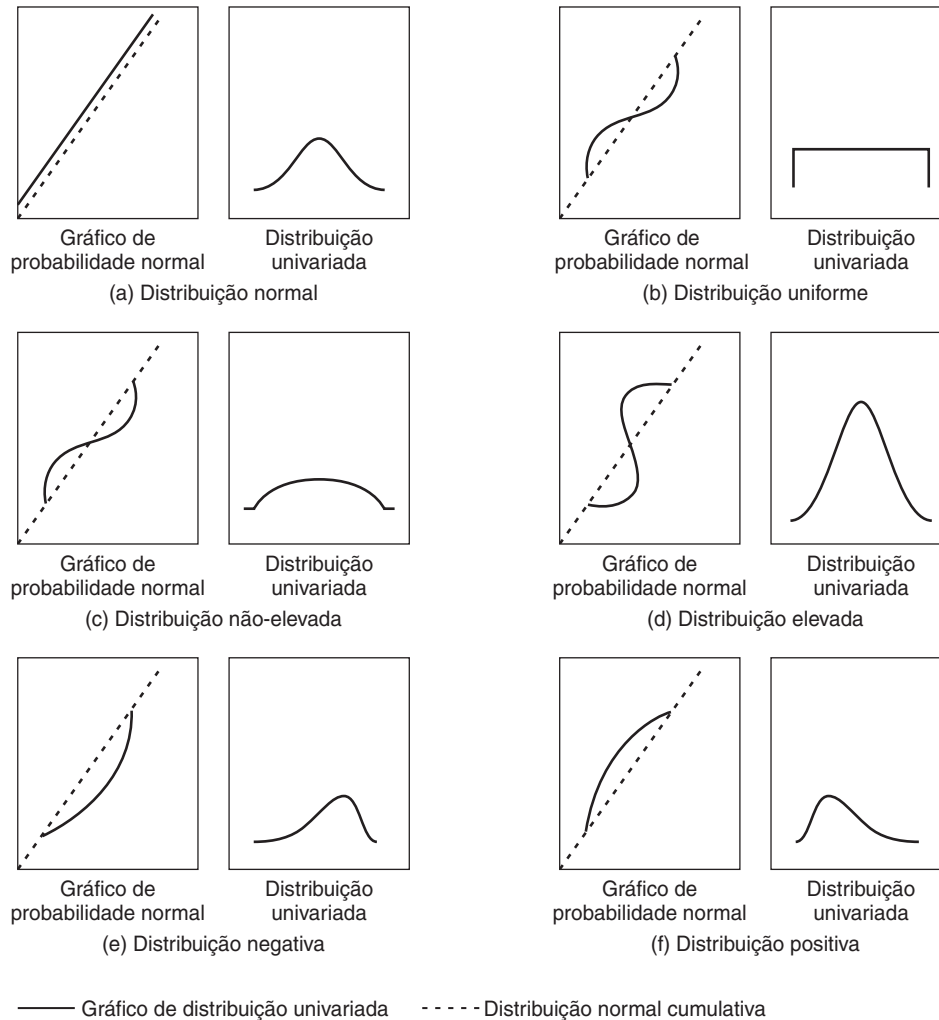 Gráfico de
probabilidade normal
Distribuição
univariada
(a) Distribuição normal
Gráfico de
probabilidade normal
Distribuição
univariada
(b) Distribuição uniforme
Gráfico de
probabilidade normal
Distribuição
univariada
(c) Distribuição não-elevada
Gráfico de
probabilidade normal
Distribuição
univariada
(d) Distribuição elevada
Gráfico de
probabilidade normal
Distribuição
univariada
(e) Distribuição negativa
Gráfico de
probabilidade normal
Distribuição
univariada
(f) Distribuição positiva
Gráfico de distribuição univariada
Distribuição normal cumulativa